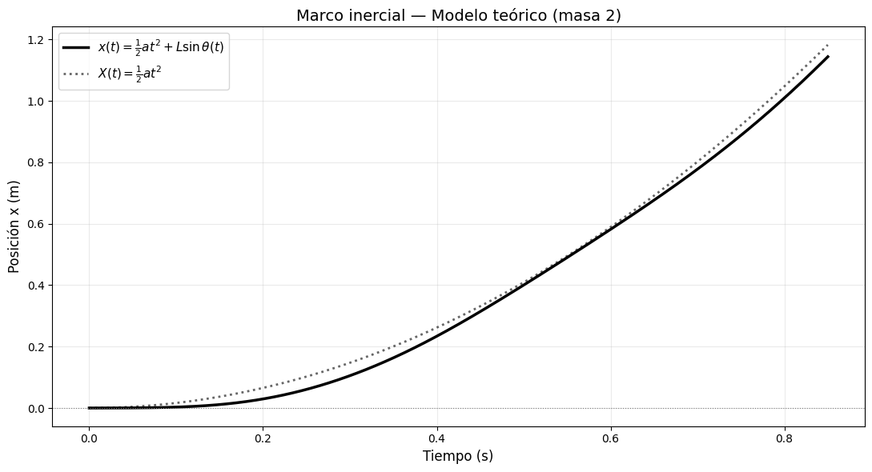 Marco inercial — Modelo teórico (masa 2)
x(t) = ½at² + L sin θ(t)
X(t) = ½at²
Posición x (m)
1.2
1.0
0.8
0.6
0.4
0.2
0.0
0.0 0.2 0.4 0.6 0.8
Tiempo (s)